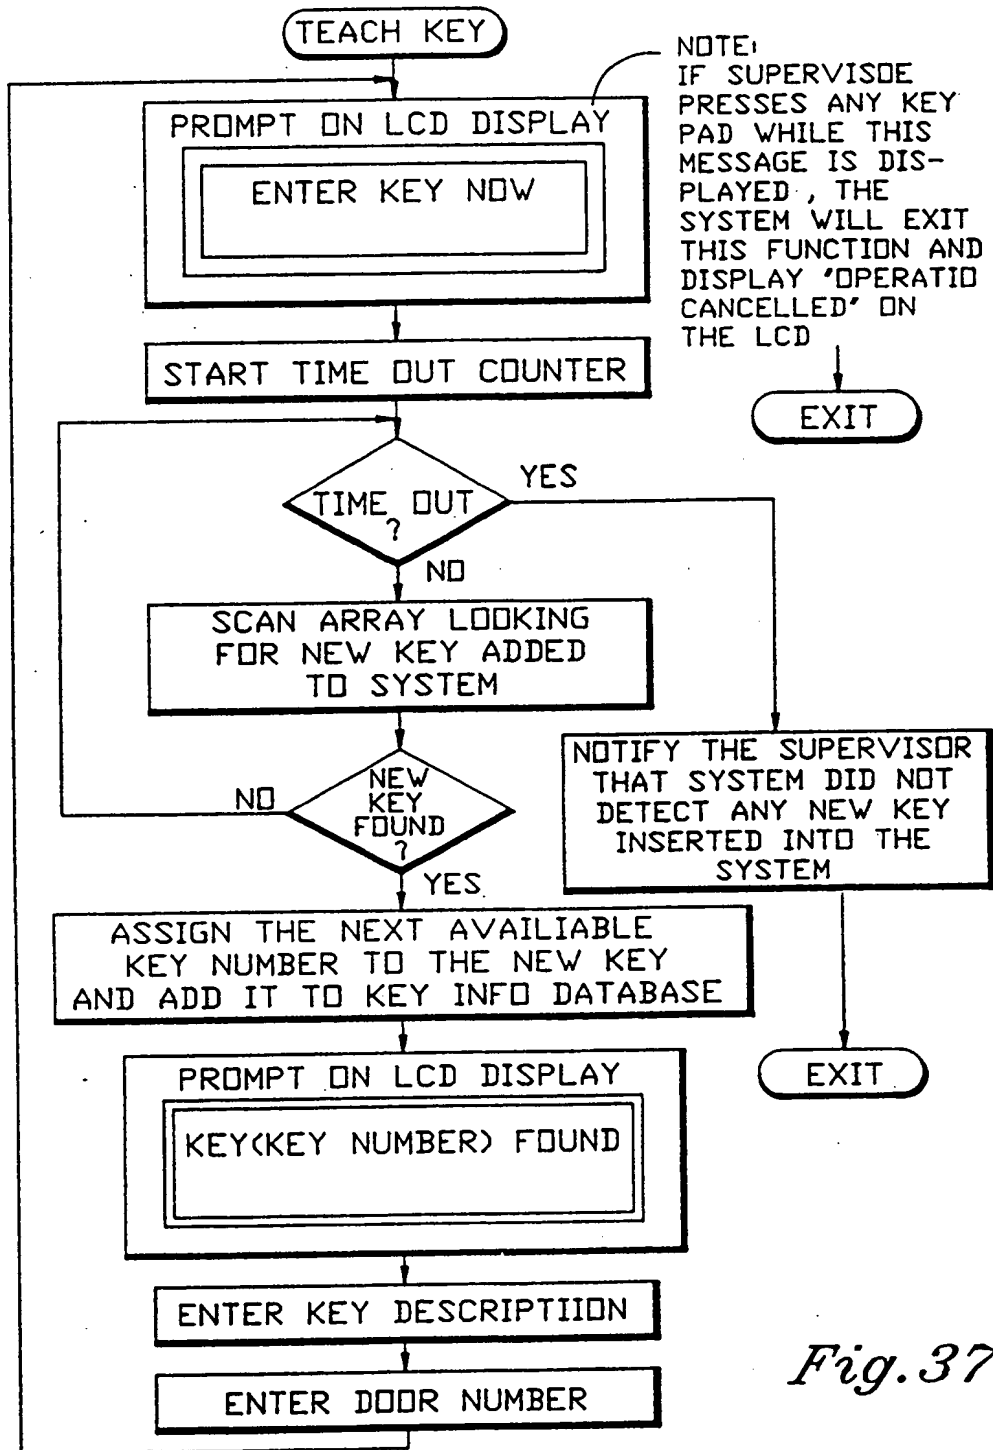 TEACH KEY
PROMPT ON LCD DISPLAY
ENTER KEY NOW
NOTE:
IF SUPERVISOE
PRESSES ANY KEY
PAD WHILE THIS
MESSAGE IS DIS-
PLAYED, THE
SYSTEM WILL EXIT
THIS FUNCTION AND
DISPLAY "OPERATIO
CANCELLED" ON
THE LCD
EXIT
START TIME OUT COUNTER
TIME OUT
?
YES
NO
SCAN ARRAY LOOKING
FOR NEW KEY ADDED
TO SYSTEM
NEW
KEY
FOUND
?
NO
YES
NOTIFY THE SUPERVISOR
THAT SYSTEM DID NOT
DETECT ANY NEW KEY
INSERTED INTO THE
SYSTEM
EXIT
ASSIGN THE NEXT AVAILIABLE
KEY NUMBER TO THE NEW KEY
AND ADD IT TO KEY INFO DATABASE
PROMPT ON LCD DISPLAY
KEY(KEY NUMBER) FOUND
ENTER KEY DESCRIPTIION
ENTER DOOR NUMBER
Fig.37